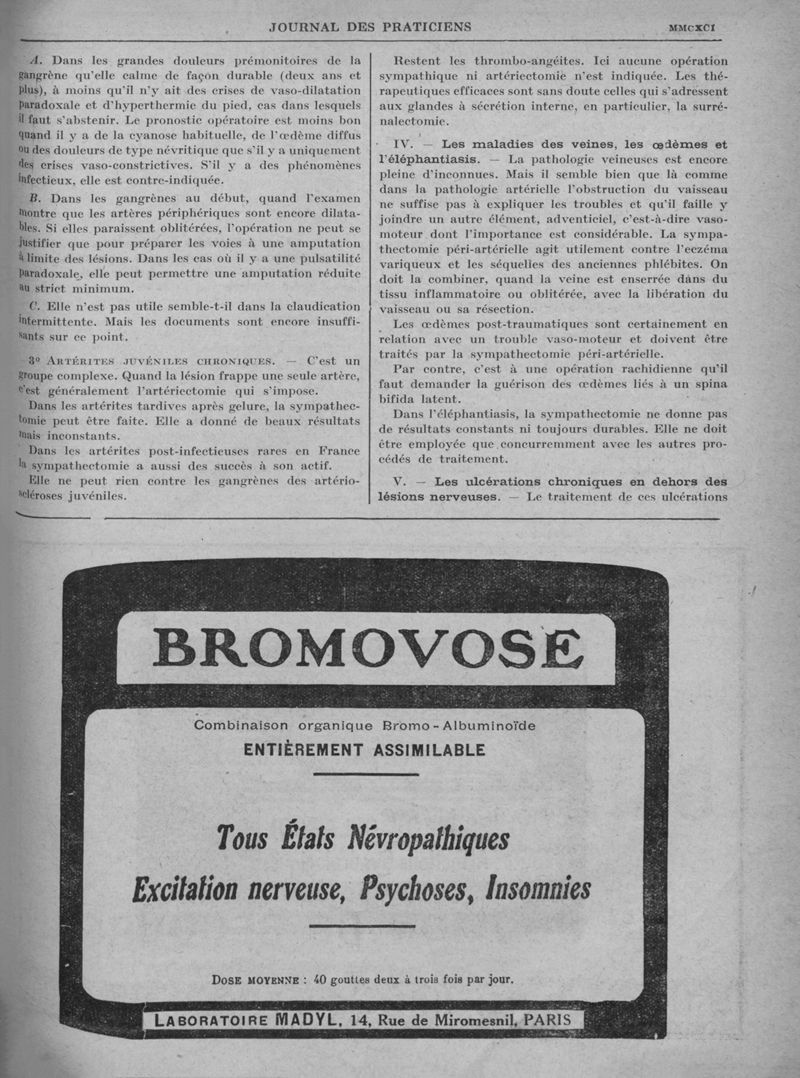 JOURNAL DES PRATICIENS
MMCXCI
A. Dans les grandes douleurs prémonitoires de la
gangrène qu'elle calme de façon durable (deux ans et
plus), à moins qu'il n'y ait des crises de vaso-dilatation
paradoxale et d'hyperthermie du pied, cas dans lesquels
il faut s'abstenir. Le pronostic opératoire est moins bon
quand il y a de la cyanose habituelle, de l'œdème diffus
ou des douleurs de type névritique que s'il y a uniquement
des crises vaso-constrictives. S'il y a des phénomènes
infectieux, elle est contre-indiquée.
B. Dans les gangrènes au début, quand l'examen
montre que les artères périphériques sont encore dilata-
bles. Si elles paraissent oblitérées, l'opération ne peut se
justifier que pour préparer les voies à une amputation
à limite des lésions. Dans les cas où il y a une pulsatilité
paradoxale, elle peut permettre une amputation réduite
au strict minimum.
C. Elle n'est pas utile semble-t-il dans la claudication
intermittente. Mais les documents sont encore insuffi-
sants sur ce point.
3º ARTÉRITES JUVÉNILES CHRONIQUES. — C'est un
groupe complexe. Quand la lésion frappe une seule artère,
c'est généralement l'artériectomie qui s'impose.
Dans les artérites tardives après gelure, la sympathec-
tomie peut être faite. Elle a donné de beaux résultats
mais inconstants.
Dans les artérites post-infectieuses rares en France
la sympathectomie a aussi des succès à son actif.
Elle ne peut rien contre les gangrènes des artério-
scléroses juvéniles.
Restent les thrombo-angéites. Ici aucune opération
sympathique ni artériectomie n'est indiquée. Les thé-
rapeutiques efficaces sont sans doute celles qui s'adressent
aux glandes à sécrétion interne, en particulier, la surré-
nalectomie.
IV. — Les maladies des veines, les œdèmes et
l'éléphantiasis. — La pathologie veineuses est encore
pleine d'inconnues. Mais il semble bien que là comme
dans la pathologie artérielle l'obstruction du vaisseau
ne suffise pas à expliquer les troubles et qu'il faille y
joindre un autre élément, adventiciel, c'est-à-dire vaso-
moteur dont l'importance est considérable. La sympa-
thectomie péri-artérielle agit utilement contre l'eczéma
variqueux et les séquelles des anciennes phlébites. On
doit la combiner, quand la veine est enserrée dans du
tissu inflammatoire ou oblitérée, avec la libération du
vaisseau ou sa résection.
Les œdèmes post-traumatiques sont certainement en
relation avec un trouble vaso-moteur et doivent être
traités par la sympathectomie péri-artérielle.
Par contre, c'est à une opération rachidienne qu'il
faut demander la guérison des œdèmes liés à un spina
bifida latent.
Dans l'éléphantiasis, la sympathectomie ne donne pas
de résultats constants ni toujours durables. Elle ne doit
être employée que concurremment avec les autres pro-
cédés de traitement.
V. — Les ulcérations chroniques en dehors des
lésions nerveuses. — Le traitement de ces ulcérations
BROMOVOSE
Combinaison organique Bromo-Albuminoïde
ENTIÈREMENT ASSIMILABLE
Tous États Névropathiques
Excitation nerveuse, Psychoses, Insomnies
DOSE MOYENNE : 40 gouttes deux à trois fois par jour.
LABORATOIRE MADYL, 14, Rue de Miromesnil, PARIS